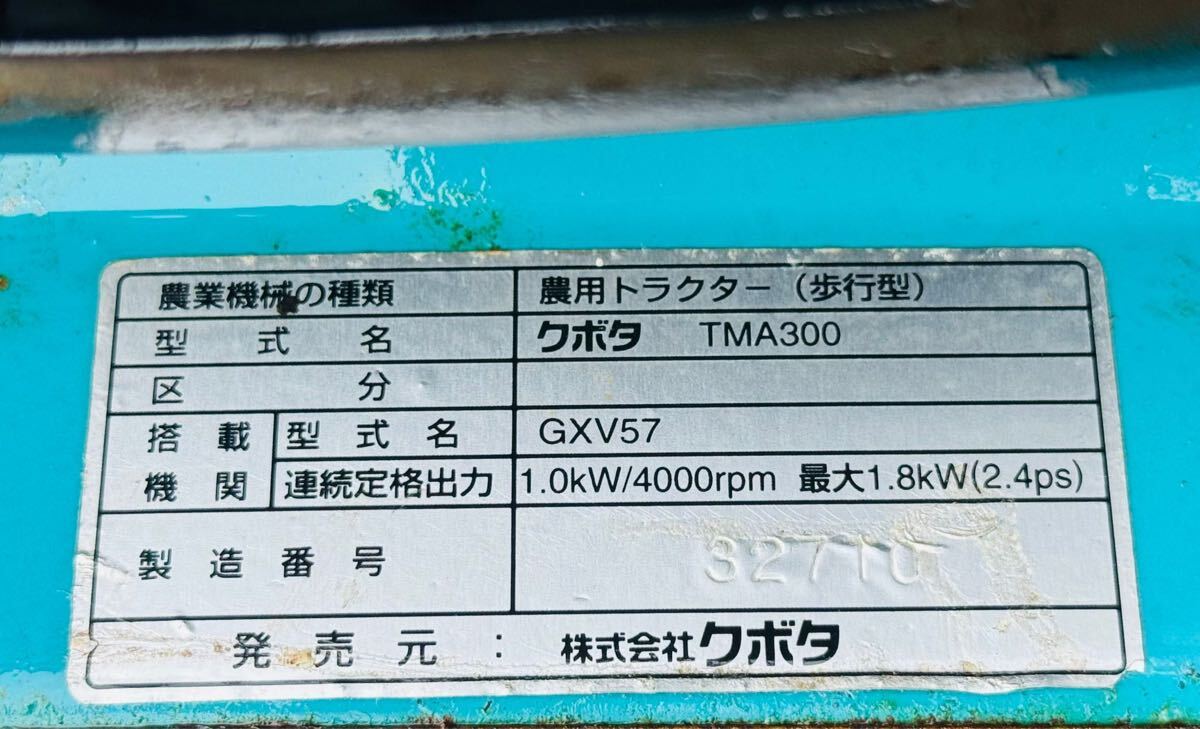 農業機械の種類 農用トラクター（歩行型）
型式名 クボタ TMA300
区分
搭載機関 型式名 GXV57
連続定格出力 1.0kW/4000rpm 最大1.8kW(2.4ps)
製造番号 32710
発売元： 株式会社クボタ